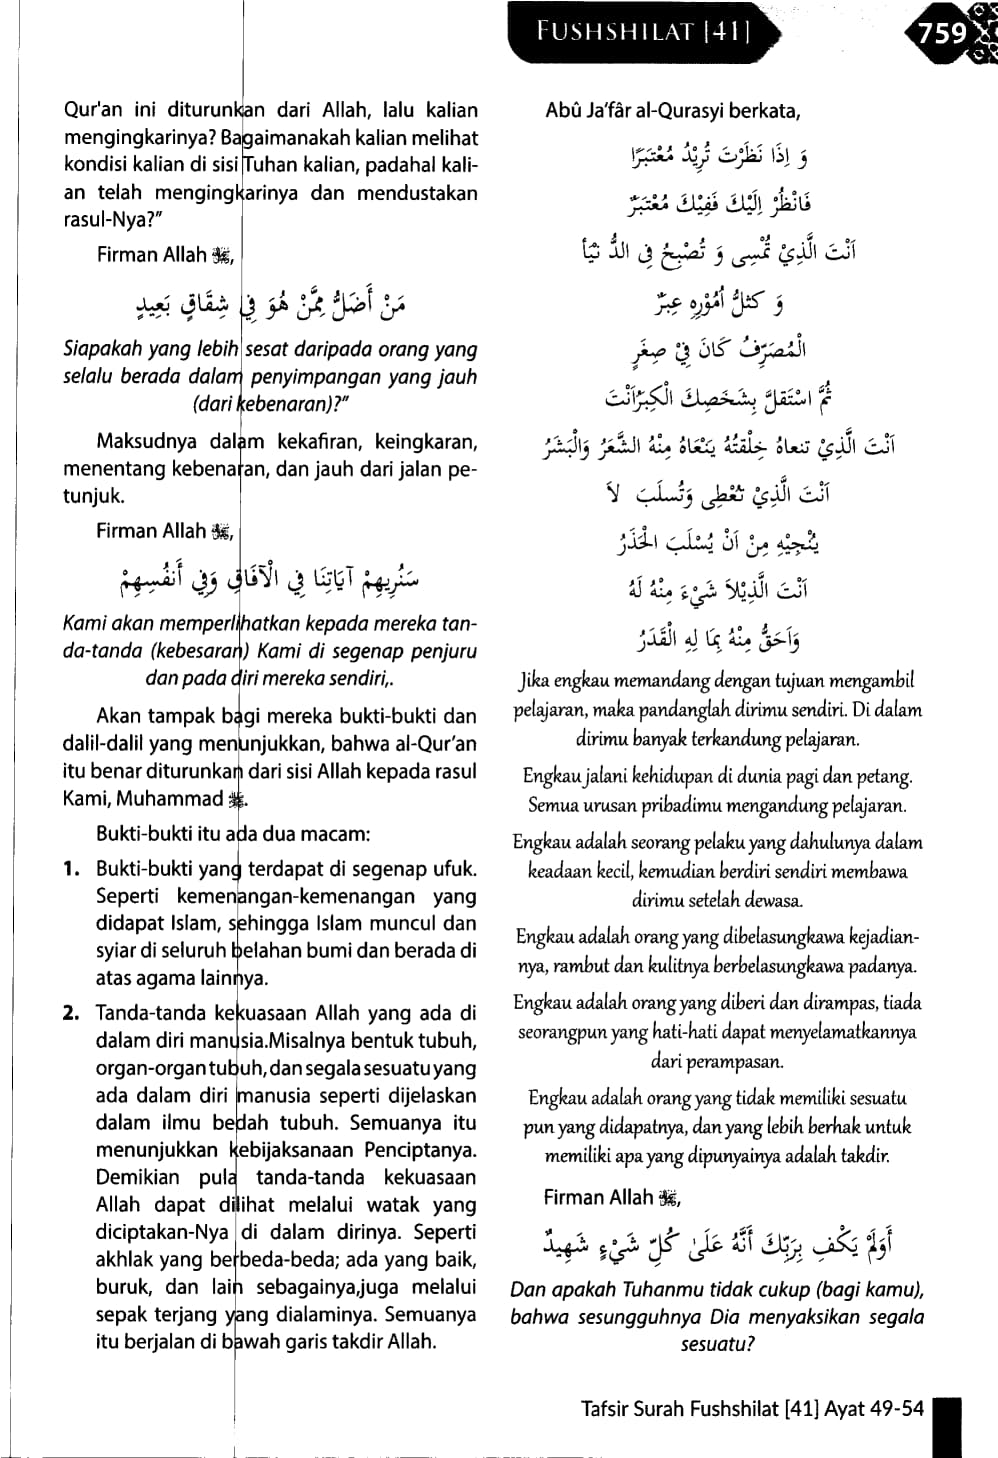 FUSHSHILAT [41]
759
Qur'an ini diturunkan dari Allah, lalu kalian
mengingkarinya? Bagaimanakah kalian melihat
kondisi kalian di sisi Tuhan kalian, padahal kali-
an telah mengingkarinya dan mendustakan
rasul-Nya?"
Firman Allah ﷻ,
مَنْ أَضَلُّ مِمَّنْ هُوَ فِي شِقَاقٍ بَعِيدٍ
Siapakah yang lebih sesat daripada orang yang
selalu berada dalam penyimpangan yang jauh
(dari kebenaran)?"
Maksudnya dalam kekafiran, keingkaran,
menentang kebenaran, dan jauh dari jalan pe-
tunjuk.
Firman Allah ﷻ,
سَنُرِيهِمْ آيَاتِنَا فِي الْآفَاقِ وَفِي أَنفُسِهِمْ
Kami akan memperlihatkan kepada mereka tan-
da-tanda (kebesaran) Kami di segenap penjuru
dan pada diri mereka sendiri,.
Akan tampak bagi mereka bukti-bukti dan
dalil-dalil yang menunjukkan, bahwa al-Qur'an
itu benar diturunkan dari sisi Allah kepada rasul
Kami, Muhammad ﷺ.
Bukti-bukti itu ada dua macam:
1. Bukti-bukti yang terdapat di segenap ufuk.
Seperti kemenangan-kemenangan yang
didapat Islam, sehingga Islam muncul dan
syiar di seluruh belahan bumi dan berada di
atas agama lainnya.
2. Tanda-tanda kekuasaan Allah yang ada di
dalam diri manusia.Misalnya bentuk tubuh,
organ-organ tubuh, dan segala sesuatu yang
ada dalam diri manusia seperti dijelaskan
dalam ilmu bedah tubuh. Semuanya itu
menunjukkan kebijaksanaan Penciptanya.
Demikian pula tanda-tanda kekuasaan
Allah dapat dilihat melalui watak yang
diciptakan-Nya di dalam dirinya. Seperti
akhlak yang berbeda-beda; ada yang baik,
buruk, dan lain sebagainya,juga melalui
sepak terjang yang dialaminya. Semuanya
itu berjalan di bawah garis takdir Allah.
Abû Ja'fâr al-Qurasyi berkata,
وَ اِذَا نَظَرْتَ تُرِيْدُ مُعْتَبَرًا
فَانْظُرْ اِلَيْكَ فَفِيْكَ مُعْتَبَرٌ
اَنْتَ الَّذِيْ تُمْسِى وَ تُصْبِحُ فِى الدُّ نْيَا
وَ كُلُّ اُمُوْرِهِ عِبَرٌ
الْمُصَرِّفُ كَانَ فِيْ صِغَرٍ
ثُمَّ اسْتَقَلَّ بِشَخَصِكَ الْكِبَرُاَنْتَ
اَنْتَ الَّذِيْ تنعاهُ خِلْقَتُهُ يَنْعَاهُ مِنْهُ الشَّعَرُ وَالْبَشَرُ
اَنْتَ الَّذِيْ تُعْطِى وَتُسلَبَ لاَ
يُنْجِيْهِ مِنْ اَنْ يُسْلَبَ الْحَذَرُ
اَنْتَ الَّذِيْلاَ شَيْءَ مِنْهُ لَهُ
وَاَحَقُّ مِنْهُ بِمَا لِهِ الْقَدَرُ
Jika engkau memandang dengan tujuan mengambil
pelajaran, maka pandanglah dirimu sendiri. Di dalam
dirimu banyak terkandung pelajaran.
Engkau jalani kehidupan di dunia pagi dan petang.
Semua urusan pribadimu mengandung pelajaran.
Engkau adalah seorang pelaku yang dahulunya dalam
keadaan kecil, kemudian berdiri sendiri membawa
dirimu setelah dewasa.
Engkau adalah orang yang dibelasungkawa kejadian-
nya, rambut dan kulitnya berbelasungkawa padanya.
Engkau adalah orang yang diberi dan dirampas, tiada
seorangpun yang hati-hati dapat menyelamatkannya
dari perampasan.
Engkau adalah orang yang tidak memiliki sesuatu
pun yang didapatnya, dan yang lebih berhak untuk
memiliki apa yang dipunyainya adalah takdir.
Firman Allah ﷻ,
أَوَلَمْ يَكْفِ بِرَبِّكَ أَنَّهُ عَلَىٰ كُلِّ شَيْءٍ شَهِيدٌ
Dan apakah Tuhanmu tidak cukup (bagi kamu),
bahwa sesungguhnya Dia menyaksikan segala
sesuatu?
Tafsir Surah Fushshilat [41] Ayat 49-54